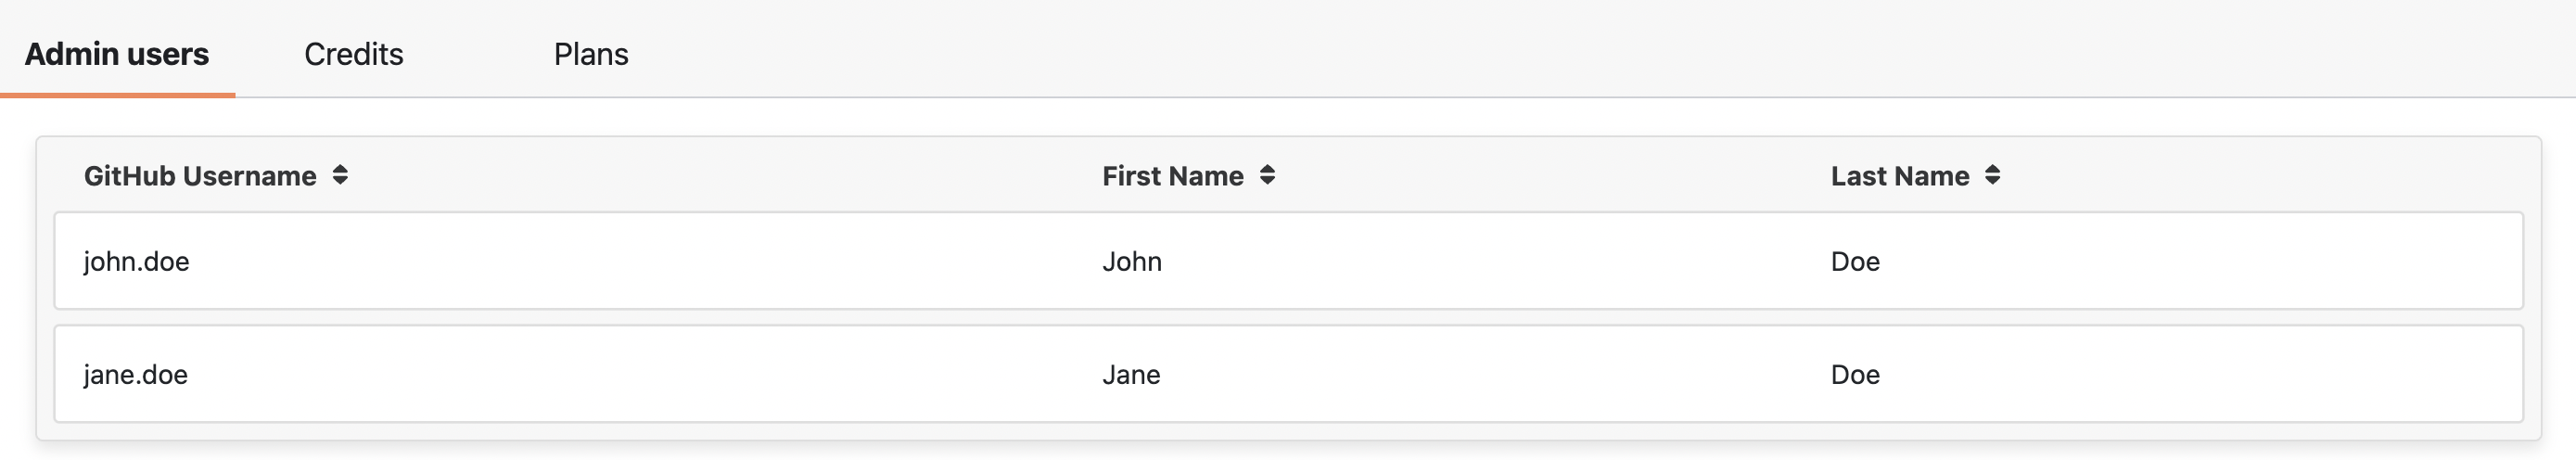 Admin users Credits Plans
GitHub Username First Name Last Name
john.doe John Doe
jane.doe Jane Doe